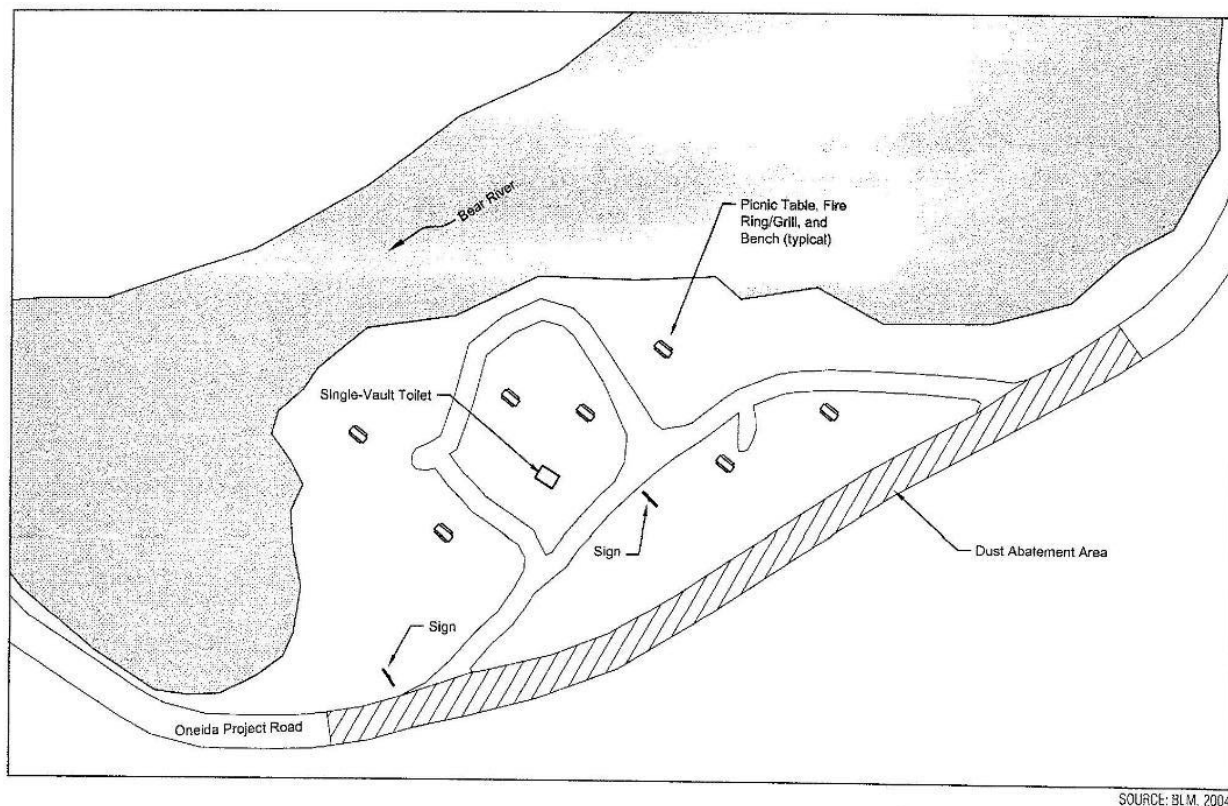 Bear River
Picnic Table, Fire
Ring/Grill, and
Bench (typical)
Single-Vault Toilet
Sign
Dust Abatement Area
Sign
Oneida Project Road
SOURCE: BLM, 2004